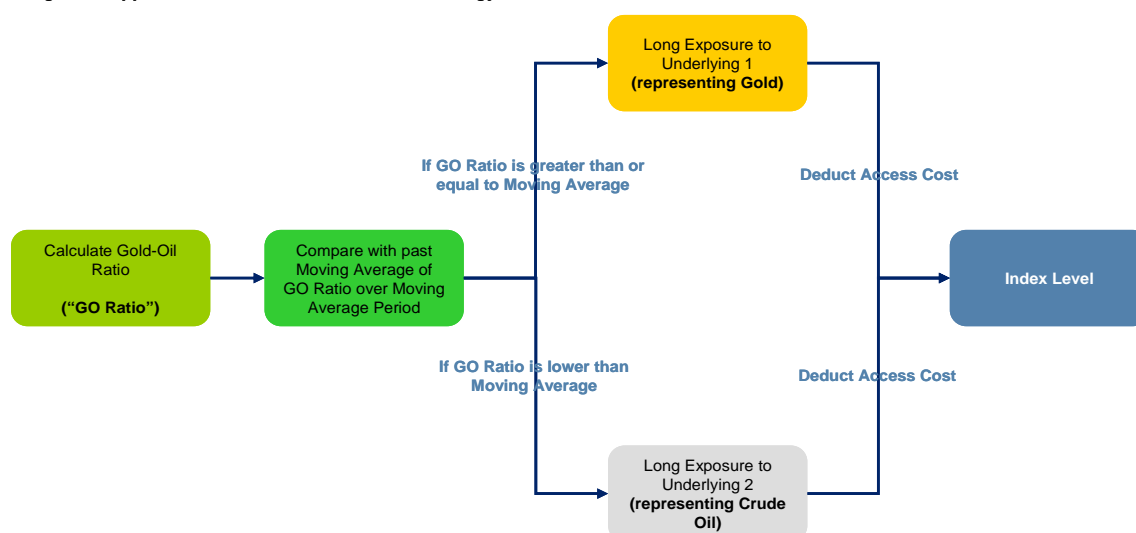 Long Exposure to
Underlying 1
(representing Gold)
If GO Ratio is greater than or
equal to Moving Average
Deduct Access Cost
Calculate Gold-Oil
Ratio
(“GO Ratio”)
Compare with past
Moving Average of
GO Ratio over Moving
Average Period
Index Level
If GO Ratio is lower than
Moving Average
Deduct Access Cost
Long Exposure to
Underlying 2
(representing Crude
Oil)